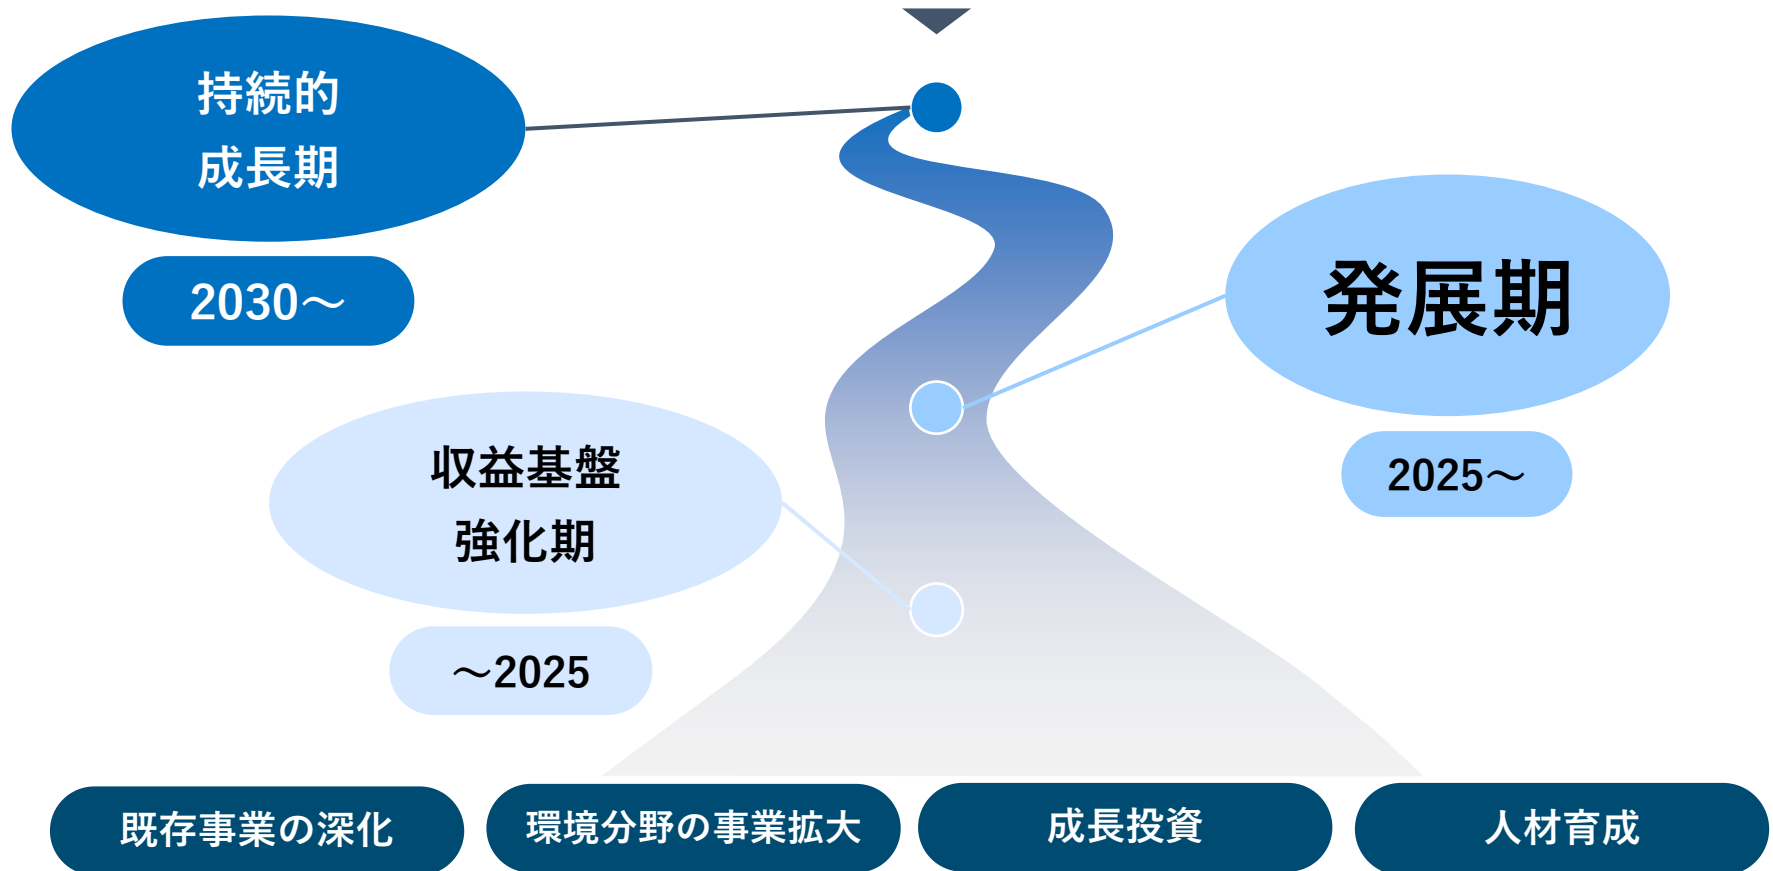 持続的
成長期
2030～
発展期
2025～
収益基盤
強化期
～2025
既存事業の深化
環境分野の事業拡大
成長投資
人材育成